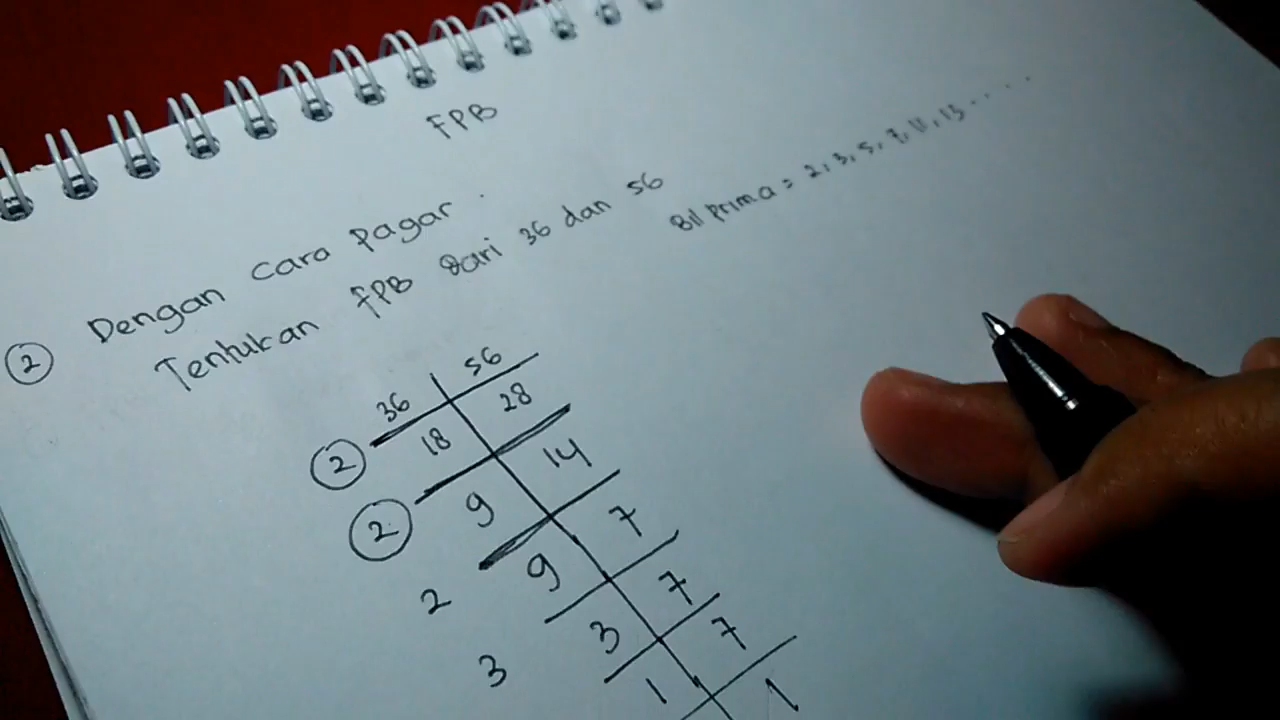 FPB
② Dengan Cara Pagar.
Tentukan FPB dari 36 dan 56
Bil prima = 2, 3, 5, 7, 11, 13.....
36 56
② 18 28
② 9 14
2 9 7
3 3 7
1 7
1